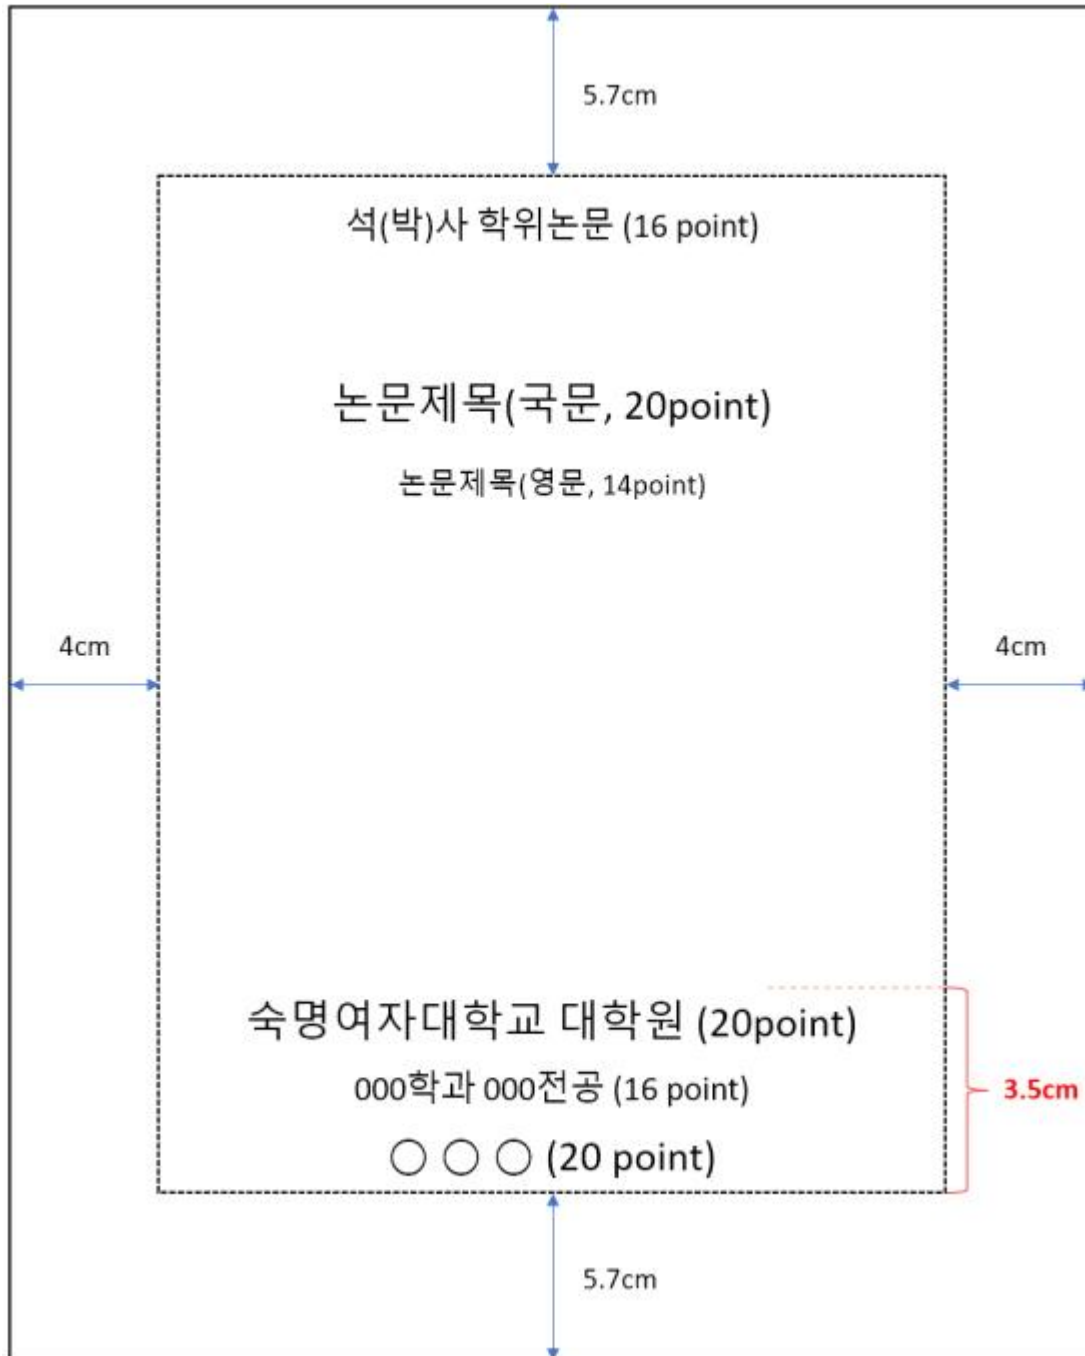 5.7cm
석(박)사 학위논문 (16 point)
논문제목(국문, 20point)
논문제목(영문, 14point)
4cm
4cm
숙명여자대학교 대학원 (20point)
000학과 000전공 (16 point)
3.5cm
○ ○ ○ (20 point)
5.7cm